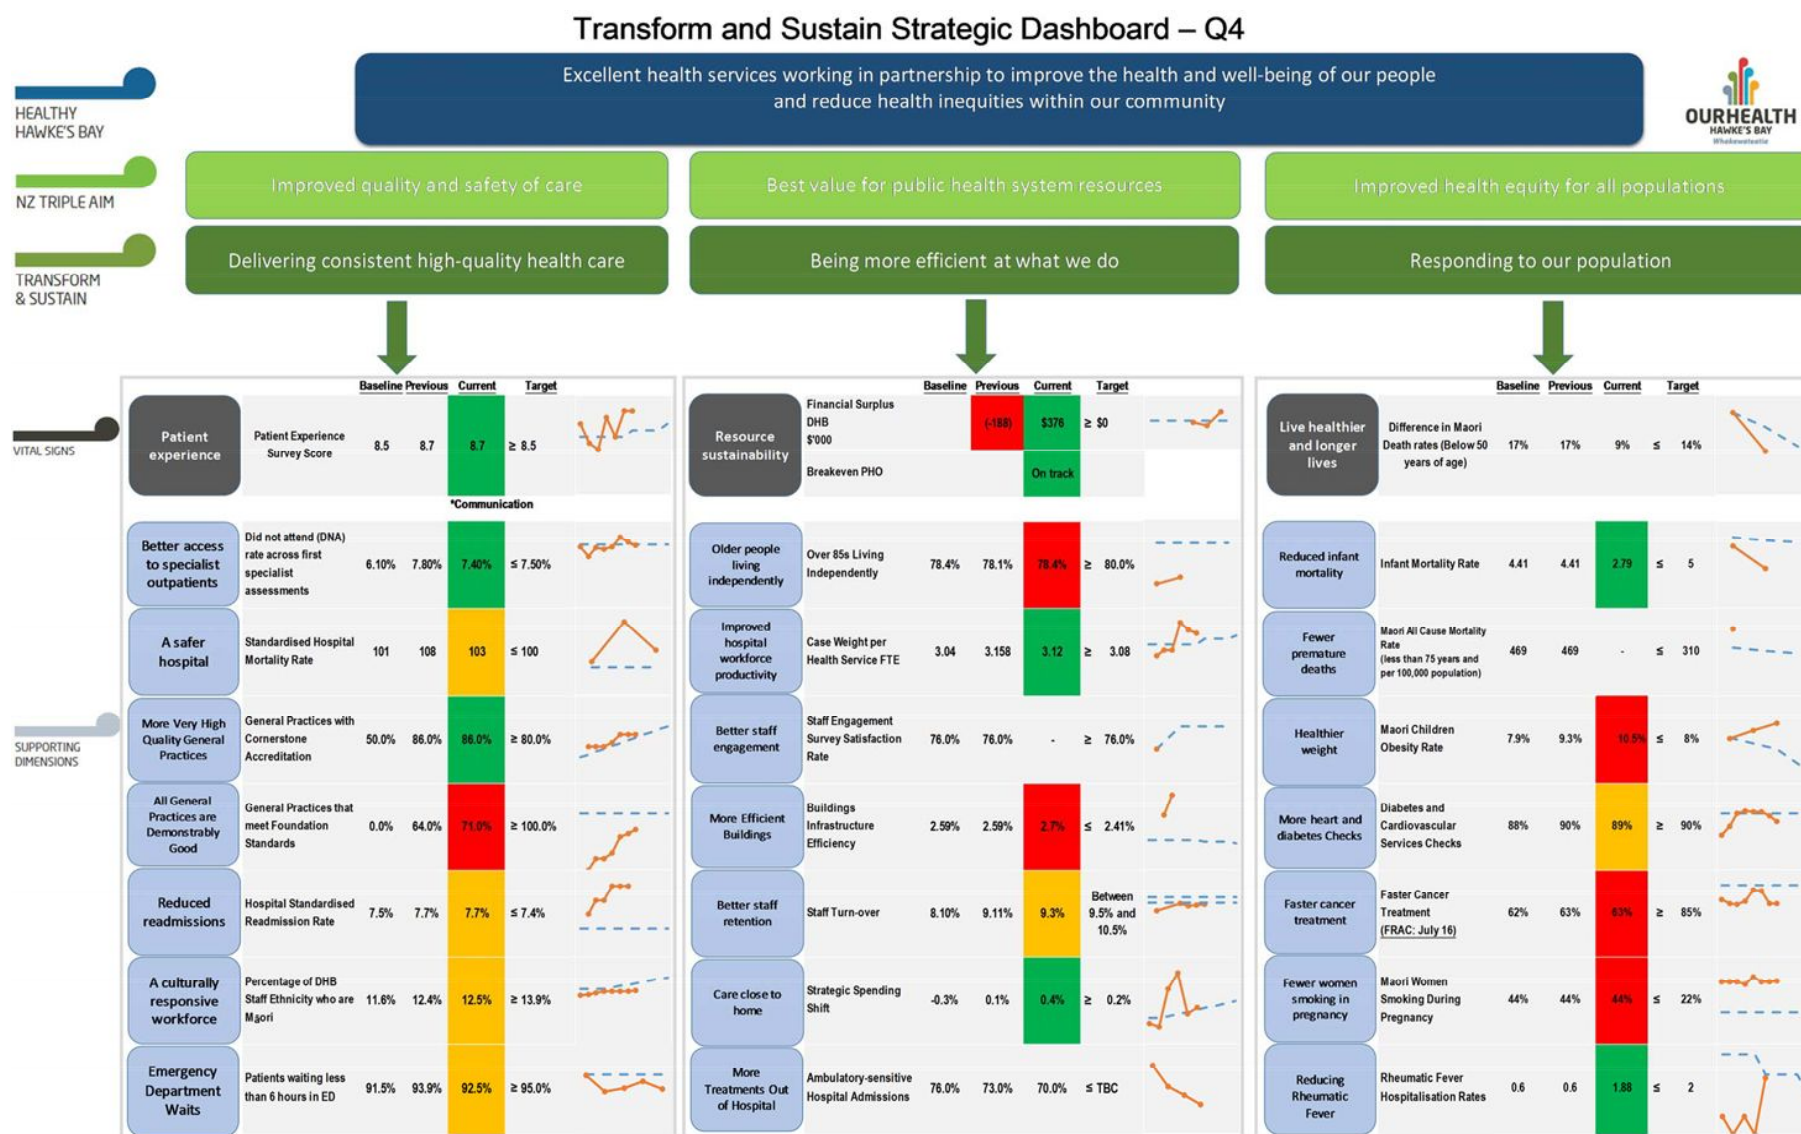 Transform and Sustain Strategic Dashboard – Q4
HEALTHY
HAWKE'S BAY
Excellent health services working in partnership to improve the health and well-being of our people
and reduce health inequities within our community
OURHEALTH
HAWKE'S BAY
NZ TRIPLE AIM
Improved quality and safety of care
Best value for public health system resources
Improved health equity for all populations
TRANSFORM
& SUSTAIN
Delivering consistent high-quality health care
Being more efficient at what we do
Responding to our population
VITAL SIGNS
SUPPORTING
DIMENSIONS
Baseline Previous Current Target
Patient
experience
Patient Experience
Survey Score
8.5 8.7 8.7 ≥ 8.5
*Communication
Better access
to specialist
outpatients
Did not attend (DNA)
rate across first
specialist
assessments
6.10% 7.80% 7.40% ≤ 7.50%
A safer
hospital
Standardised Hospital
Mortality Rate
101 108 103 ≤ 100
More Very High
Quality General
Practices
General Practices with
Cornerstone
Accreditation
50.0% 86.0% 86.0% ≥ 80.0%
All General
Practices are
Demonstrably
Good
General Practices that
meet Foundation
Standards
0.0% 64.0% 71.0% ≥ 100.0%
Reduced
readmissions
Hospital Standardised
Readmission Rate
7.5% 7.7% 7.7% ≤ 7.4%
A culturally
responsive
workforce
Percentage of DHB
Staff Ethnicity who are
Māori
11.6% 12.4% 12.5% ≥ 13.9%
Emergency
Department
Waits
Patients waiting less
than 6 hours in ED
91.5% 93.9% 92.5% ≥ 95.0%
Baseline Previous Current Target
Resource
sustainability
Financial Surplus
DHB
$'000
(-188) $376 ≥ $0
Breakeven PHO
On track
Older people
living
independently
Over 85s Living
Independently
78.4% 78.1% 78.4% ≥ 80.0%
Improved
hospital
workforce
productivity
Case Weight per
Health Service FTE
3.04 3.158 3.12 ≥ 3.08
Better staff
engagement
Staff Engagement
Survey Satisfaction
Rate
76.0% 76.0% - ≥ 76.0%
More Efficient
Buildings
Buildings
Infrastructure
Efficiency
2.59% 2.59% 2.7% ≤ 2.41%
Better staff
retention
Staff Turn-over
8.10% 9.11% 9.3%
Between
9.5% and
10.5%
Care close to
home
Strategic Spending
Shift
-0.3% 0.1% 0.4% ≥ 0.2%
More
Treatments Out
of Hospital
Ambulatory-sensitive
Hospital Admissions
76.0% 73.0% 70.0% ≤ TBC
Baseline Previous Current Target
Live healthier
and longer
lives
Difference in Maori
Death rates (Below 50
years of age)
17% 17% 9% ≤ 14%
Reduced infant
mortality
Infant Mortality Rate
4.41 4.41 2.79 ≤ 5
Fewer
premature
deaths
Maori All Cause Mortality
Rate
(less than 75 years and
per 100,000 population)
469 469 - ≤ 310
Healthier
weight
Maori Children
Obesity Rate
7.9% 9.3% 10.5% ≤ 8%
More heart and
diabetes Checks
Diabetes and
Cardiovascular
Services Checks
88% 90% 89% ≥ 90%
Faster cancer
treatment
Faster Cancer
Treatment
(FRAC: July 16)
62% 63% 63% ≥ 85%
Fewer women
smoking in
pregnancy
Maori Women
Smoking During
Pregnancy
44% 44% 44% ≤ 22%
Reducing
Rheumatic
Fever
Rheumatic Fever
Hospitalisation Rates
0.6 0.6 1.88 ≤ 2